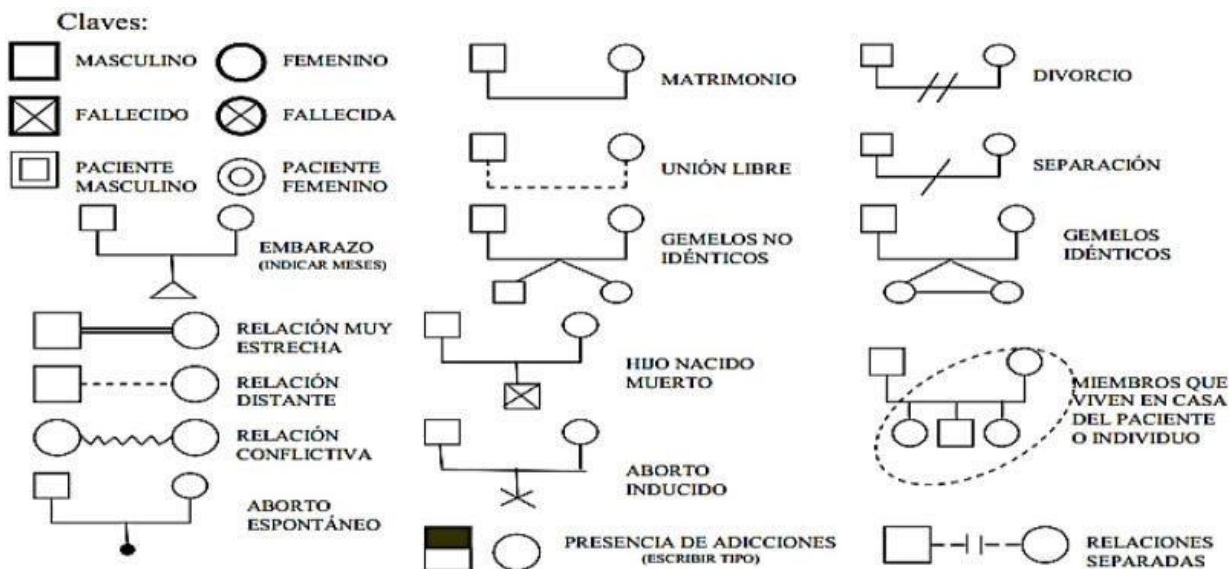 Claves:
MASCULINO
FEMENINO
FALLECIDO
FALLECIDA
PACIENTE
MASCULINO
PACIENTE
FEMENINO
EMBARAZO
(INDICAR MESES)
RELACIÓN MUY
ESTRECHA
RELACIÓN
DISTANTE
RELACIÓN
CONFLICTIVA
ABORTO
ESPONTÁNEO
MATRIMONIO
UNIÓN LIBRE
GEMELOS NO
IDÉNTICOS
HIJO NACIDO
MUERTO
ABORTO
INDUCIDO
PRESENCIA DE ADICCIONES
(ESCRIBIR TIPO)
DIVORCIO
SEPARACIÓN
GEMELOS
IDÉNTICOS
MIEMBROS QUE
VIVEN EN CASA
DEL PACIENTE
O INDIVIDUO
RELACIONES
SEPARADAS